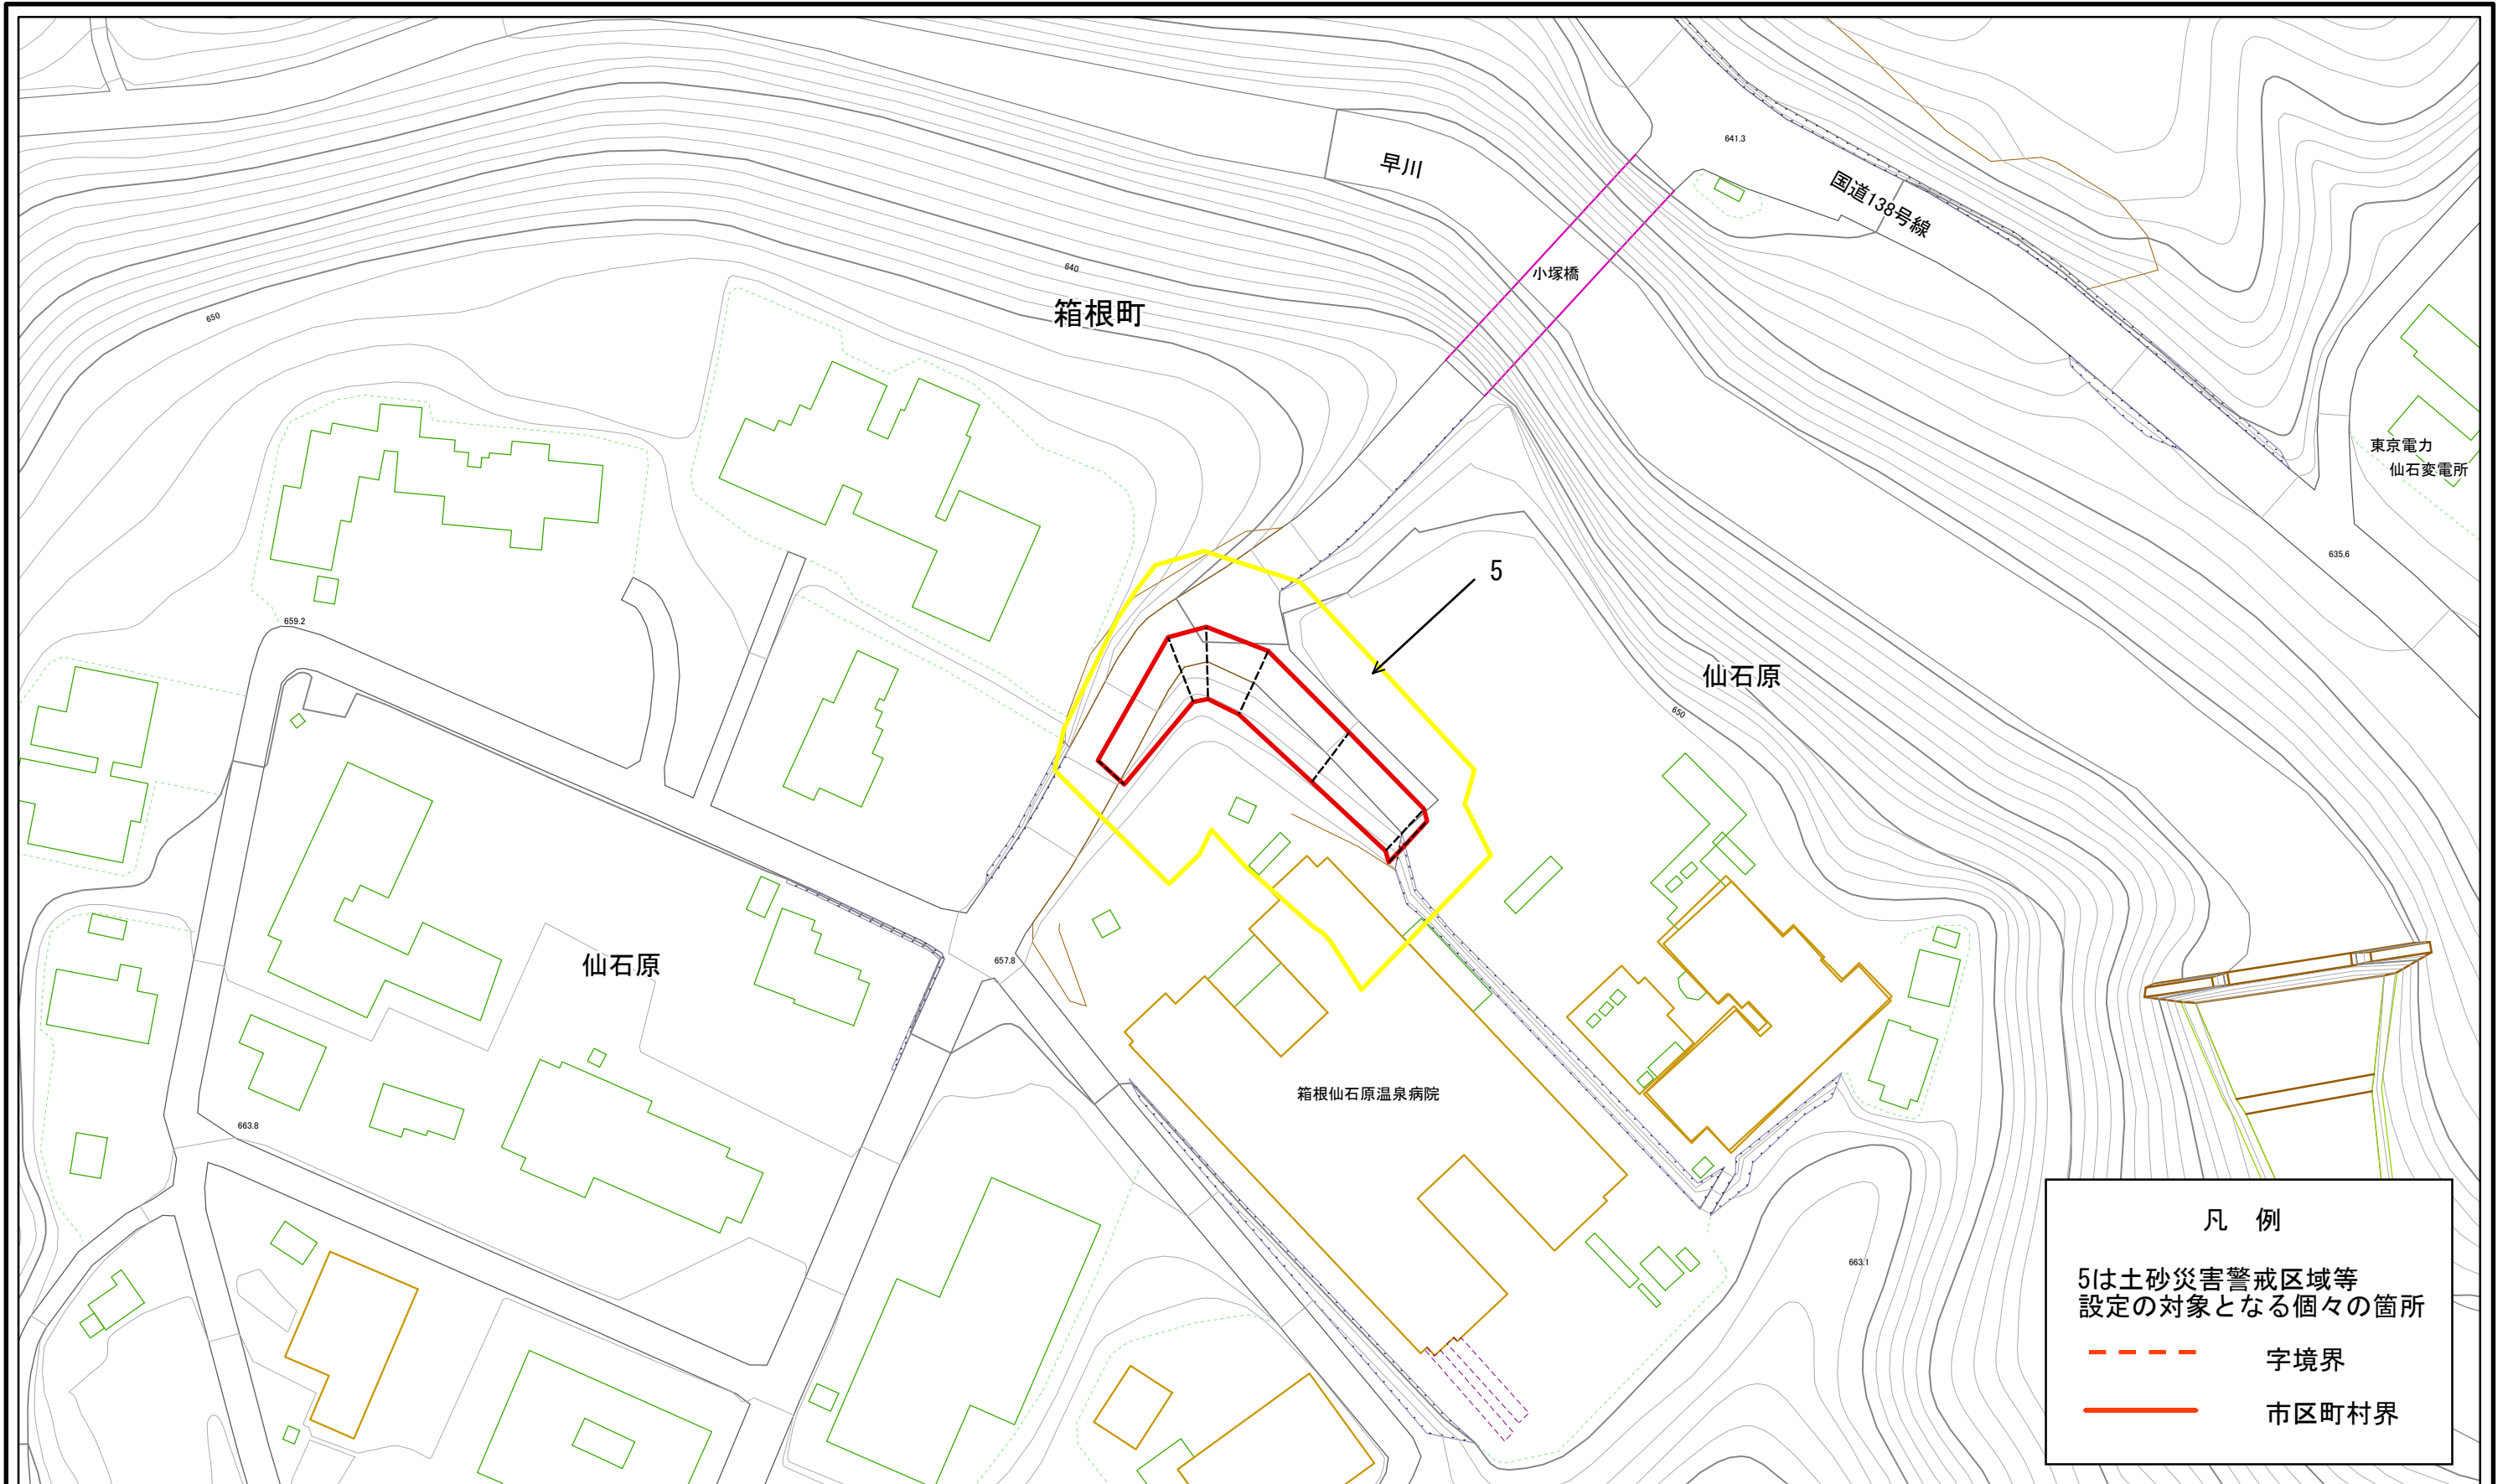 641.3
早川
国道138号線
小塚橋
640
箱根町
650
東京電力
仙石変電所
635.6
5
659.2
仙石原
650
仙石原
657.8
箱根仙石原温泉病院
663.8
663.1
凡 例
5は土砂災害警戒区域等
設定の対象となる個々の箇所
字境界
市区町村界